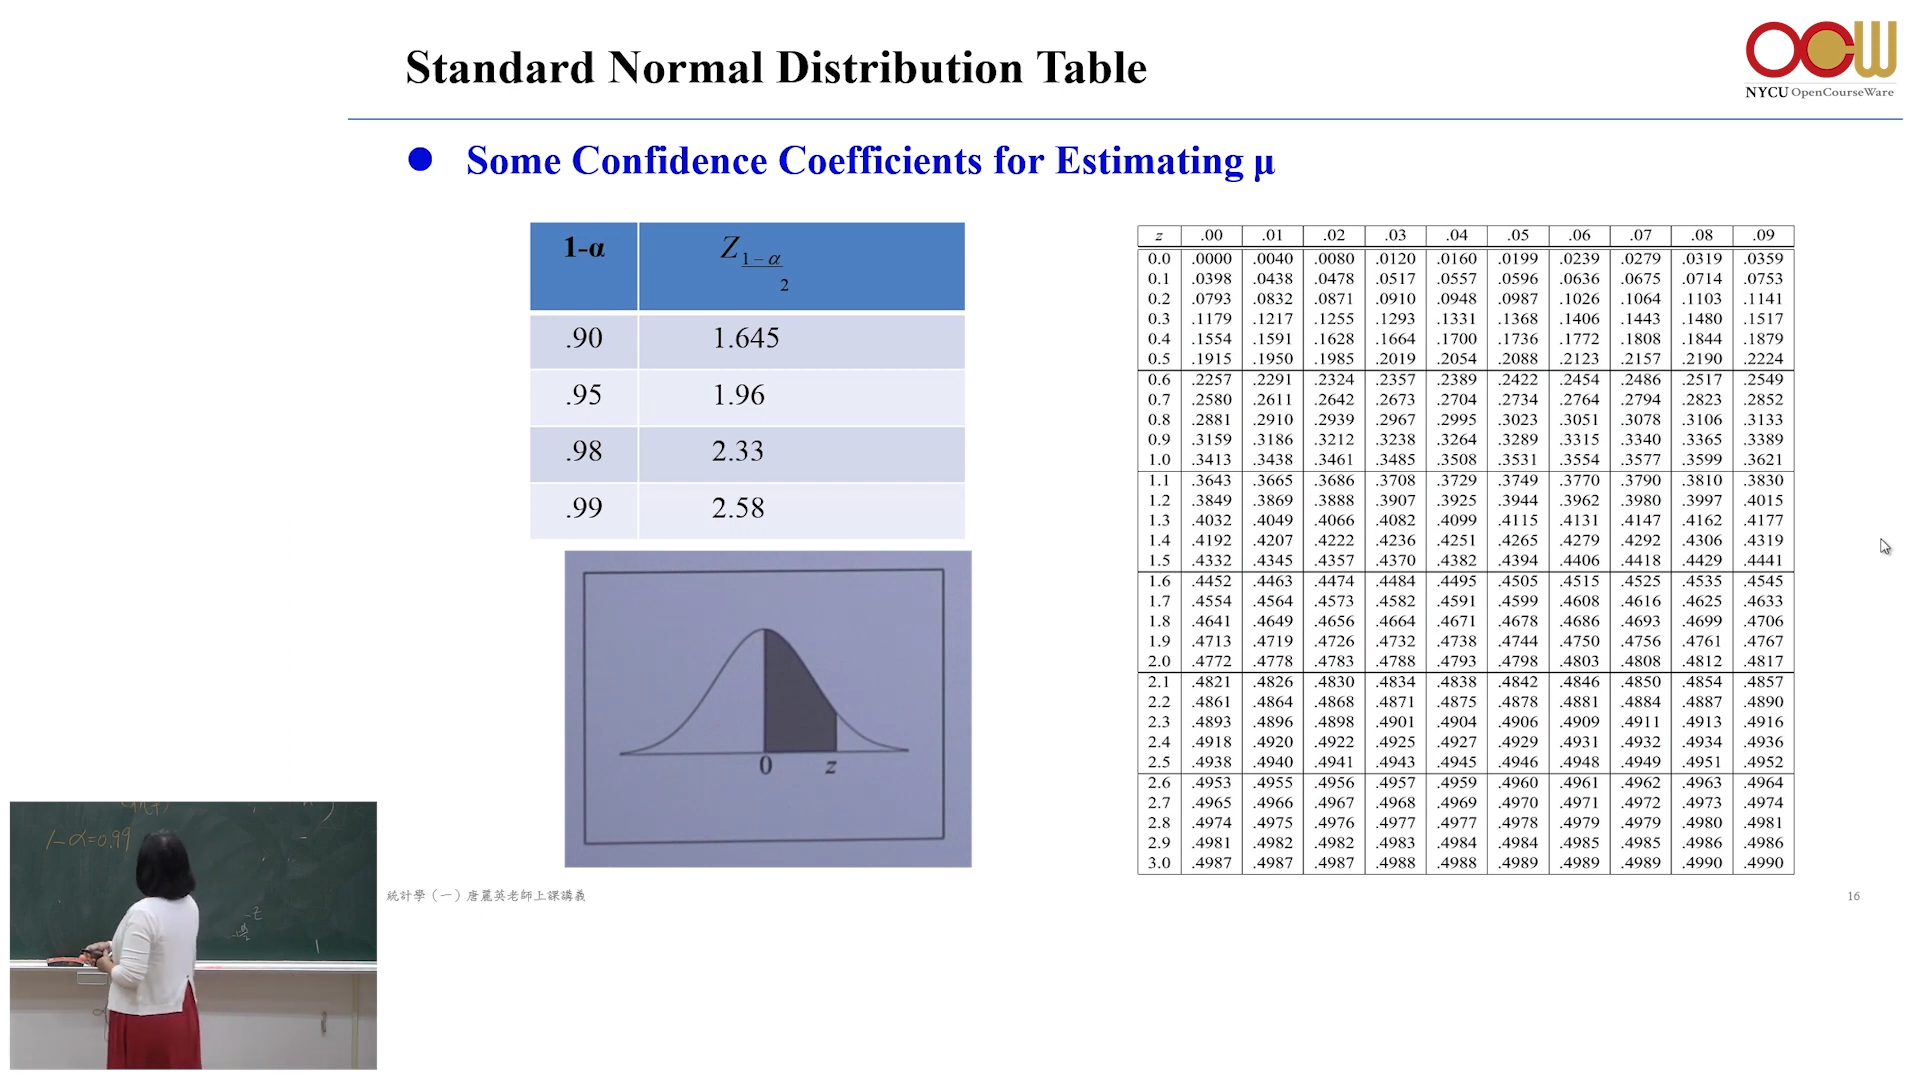 Standard Normal Distribution Table
OCW
NYCU OpenCourseWare
● Some Confidence Coefficients for Estimating μ
1-α Z 1-α
2
.90 1.645
.95 1.96
.98 2.33
.99 2.58
0 z
z .00 .01 .02 .03 .04 .05 .06 .07 .08 .09
0.0 .0000 .0040 .0080 .0120 .0160 .0199 .0239 .0279 .0319 .0359
0.1 .0398 .0438 .0478 .0517 .0557 .0596 .0636 .0675 .0714 .0753
0.2 .0793 .0832 .0871 .0910 .0948 .0987 .1026 .1064 .1103 .1141
0.3 .1179 .1217 .1255 .1293 .1331 .1368 .1406 .1443 .1480 .1517
0.4 .1554 .1591 .1628 .1664 .1700 .1736 .1772 .1808 .1844 .1879
0.5 .1915 .1950 .1985 .2019 .2054 .2088 .2123 .2157 .2190 .2224
0.6 .2257 .2291 .2324 .2357 .2389 .2422 .2454 .2486 .2517 .2549
0.7 .2580 .2611 .2642 .2673 .2704 .2734 .2764 .2794 .2823 .2852
0.8 .2881 .2910 .2939 .2967 .2995 .3023 .3051 .3078 .3106 .3133
0.9 .3159 .3186 .3212 .3238 .3264 .3289 .3315 .3340 .3365 .3389
1.0 .3413 .3438 .3461 .3485 .3508 .3531 .3554 .3577 .3599 .3621
1.1 .3643 .3665 .3686 .3708 .3729 .3749 .3770 .3790 .3810 .3830
1.2 .3849 .3869 .3888 .3907 .3925 .3944 .3962 .3980 .3997 .4015
1.3 .4032 .4049 .4066 .4082 .4099 .4115 .4131 .4147 .4162 .4177
1.4 .4192 .4207 .4222 .4236 .4251 .4265 .4279 .4292 .4306 .4319
1.5 .4332 .4345 .4357 .4370 .4382 .4394 .4406 .4418 .4429 .4441
1.6 .4452 .4463 .4474 .4484 .4495 .4505 .4515 .4525 .4535 .4545
1.7 .4554 .4564 .4573 .4582 .4591 .4599 .4608 .4616 .4625 .4633
1.8 .4641 .4649 .4656 .4664 .4671 .4678 .4686 .4693 .4699 .4706
1.9 .4713 .4719 .4726 .4732 .4738 .4744 .4750 .4756 .4761 .4767
2.0 .4772 .4778 .4783 .4788 .4793 .4798 .4803 .4808 .4812 .4817
2.1 .4821 .4826 .4830 .4834 .4838 .4842 .4846 .4850 .4854 .4857
2.2 .4861 .4864 .4868 .4871 .4875 .4878 .4881 .4884 .4887 .4890
2.3 .4893 .4896 .4898 .4901 .4904 .4906 .4909 .4911 .4913 .4916
2.4 .4918 .4920 .4922 .4925 .4927 .4929 .4931 .4932 .4934 .4936
2.5 .4938 .4940 .4941 .4943 .4945 .4946 .4948 .4949 .4951 .4952
2.6 .4953 .4955 .4956 .4957 .4959 .4960 .4961 .4962 .4963 .4964
2.7 .4965 .4966 .4967 .4968 .4969 .4970 .4971 .4972 .4973 .4974
2.8 .4974 .4975 .4976 .4977 .4977 .4978 .4979 .4979 .4980 .4981
2.9 .4981 .4982 .4982 .4983 .4984 .4984 .4985 .4985 .4986 .4986
3.0 .4987 .4987 .4987 .4988 .4988 .4989 .4989 .4989 .4990 .4990
1-α=0.99
統計學（一）唐麗英老師上課講義
16